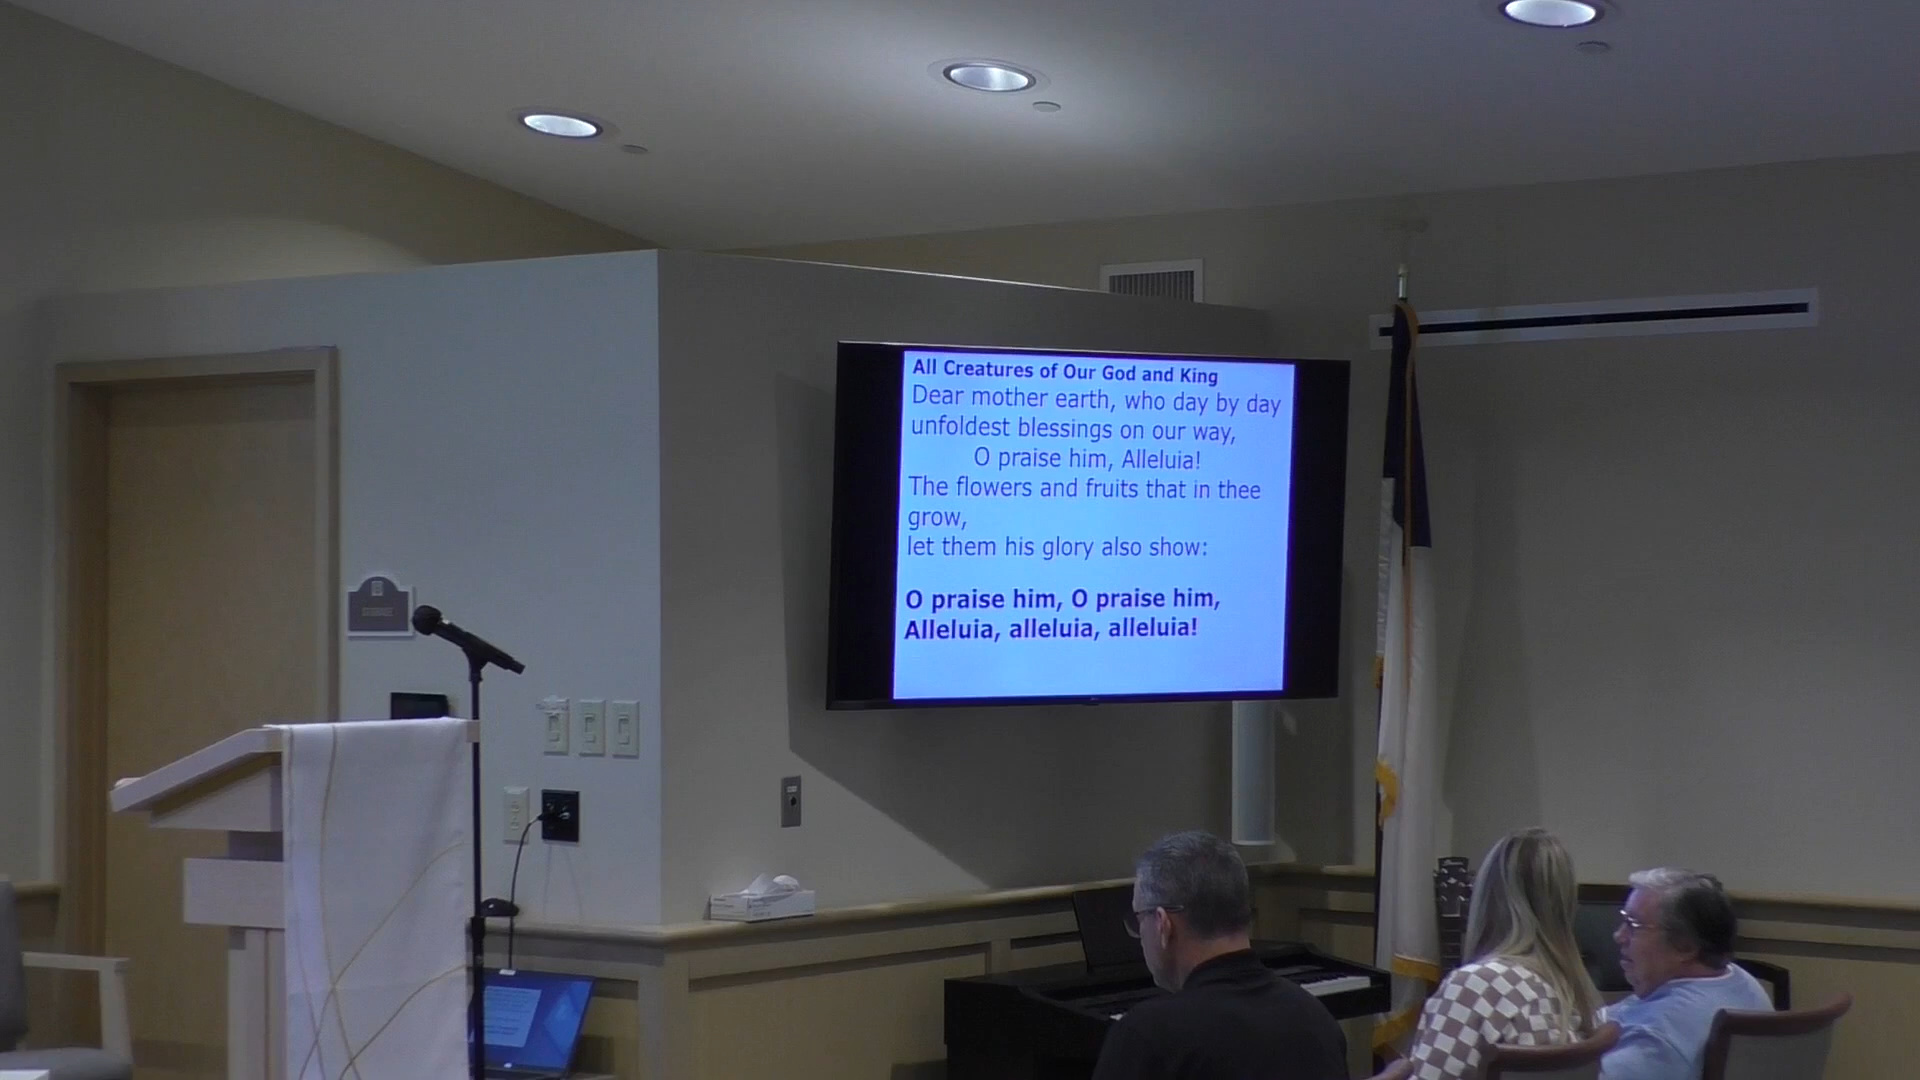 All Creatures of Our God and King
Dear mother earth, who day by day
unfoldest blessings on our way,
O praise him, Alleluia!
The flowers and fruits that in thee
grow,
let them his glory also show:
O praise him, O praise him,
Alleluia, alleluia, alleluia!